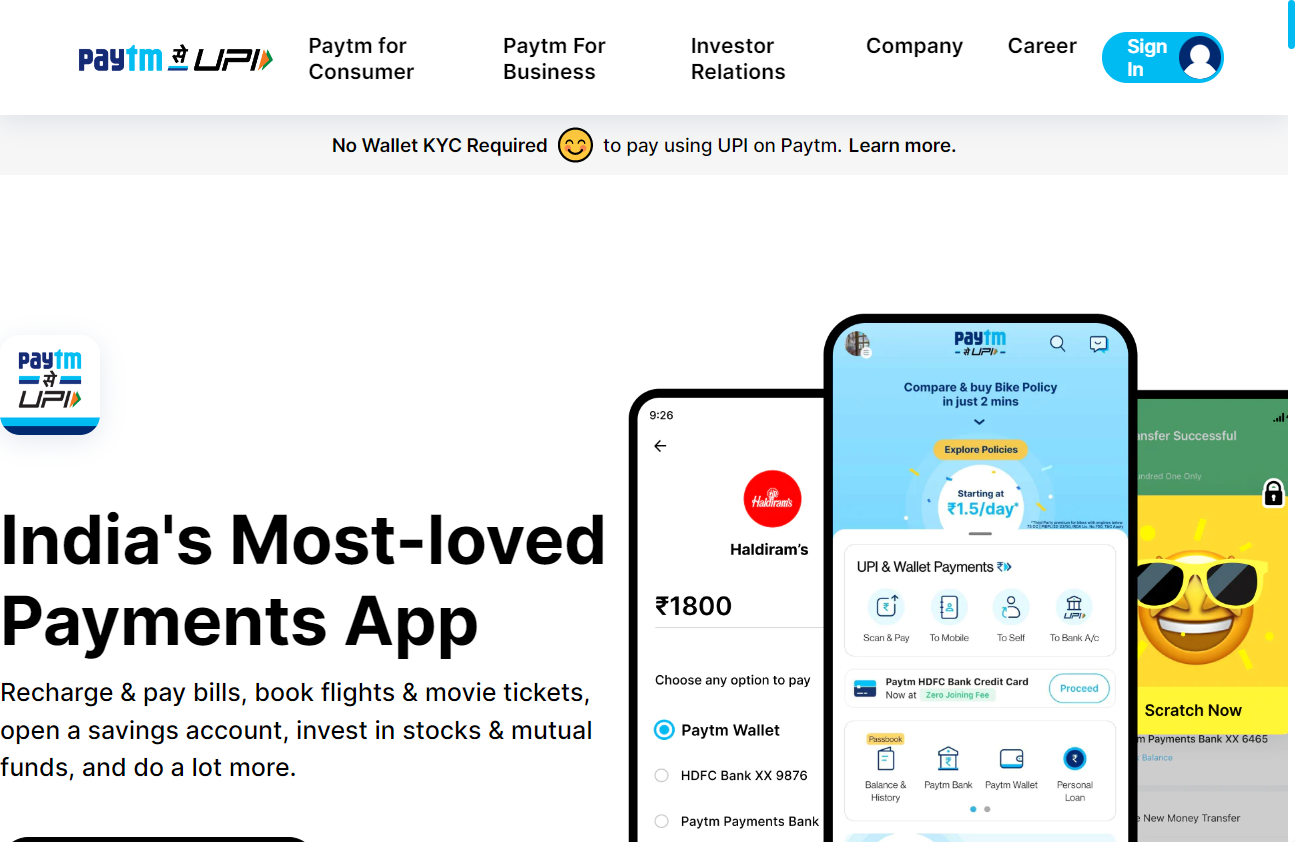 paytm से UPI
Paytm for
Consumer
Paytm For
Business
Investor
Relations
Company
Career
Sign
In
No Wallet KYC Required to pay using UPI on Paytm. Learn more.
paytm
से
UPI
India's Most-loved
Payments App
Recharge & pay bills, book flights & movie tickets,
open a savings account, invest in stocks & mutual
funds, and do a lot more.
9:26
Haldiram's
Haldiram's
₹1800
Choose any option to pay
Paytm Wallet
HDFC Bank XX 9876
Paytm Payments Bank
paytm
से UPI
Compare & buy Bike Policy
in just 2 mins
Explore Policies
Starting at
₹1.5/day*
UPI & Wallet Payments
Scan & Pay
To Mobile
To Self
UPI
To Bank A/c
Paytm HDFC Bank Credit Card
Now at Zero Joining Fee
Proceed
Passbook
Balance &
History
Paytm Bank
Paytm Wallet
Personal
Loan
ansfer Successful
undred One Only
Scratch Now
m Payments Bank XX 6465
Balance
e New Money Transfer